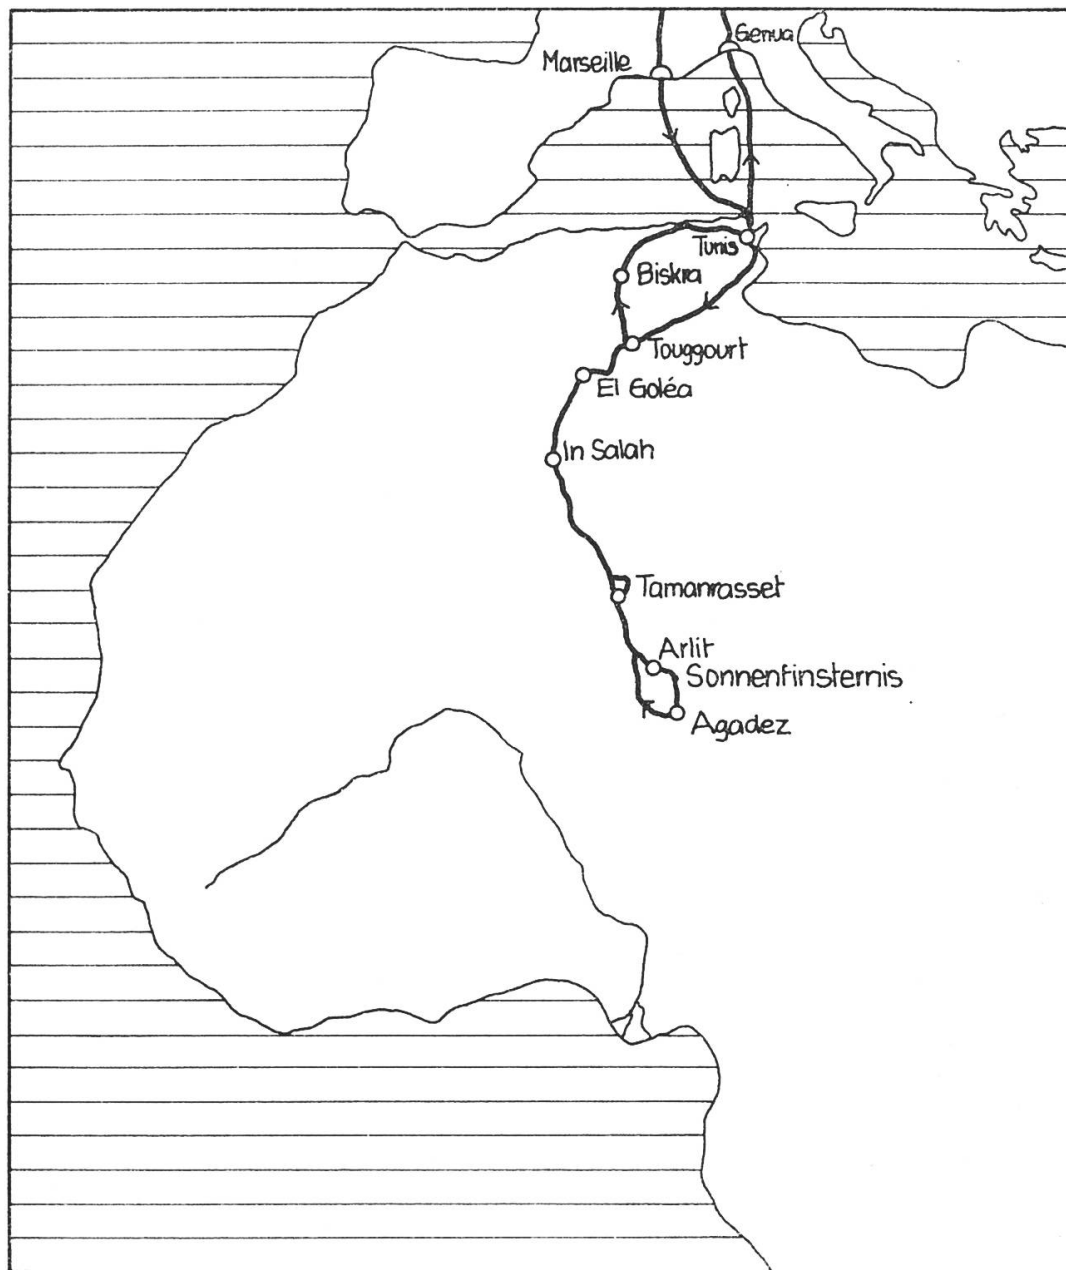 Genua
Marseille
Tunis
Biskra
Touggourt
El Goléa
In Salah
Tamanrasset
Arlit
Sonnenfinsternis
Agadez